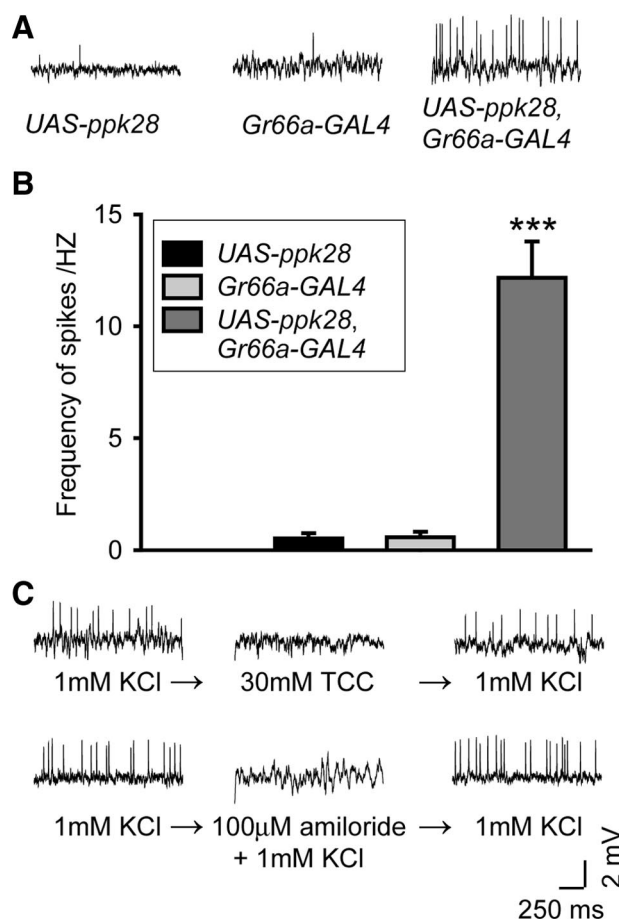 A
UAS-ppk28
Gr66a-GAL4
UAS-ppk28,
Gr66a-GAL4
B
Frequency of spikes /HZ
15
10
5
0
***
UAS-ppk28
Gr66a-GAL4
UAS-ppk28,
Gr66a-GAL4
C
1mM KCl → 30mM TCC → 1mM KCl
1mM KCl → 100μM amiloride → 1mM KCl
+ 1mM KCl
2 mV
250 ms